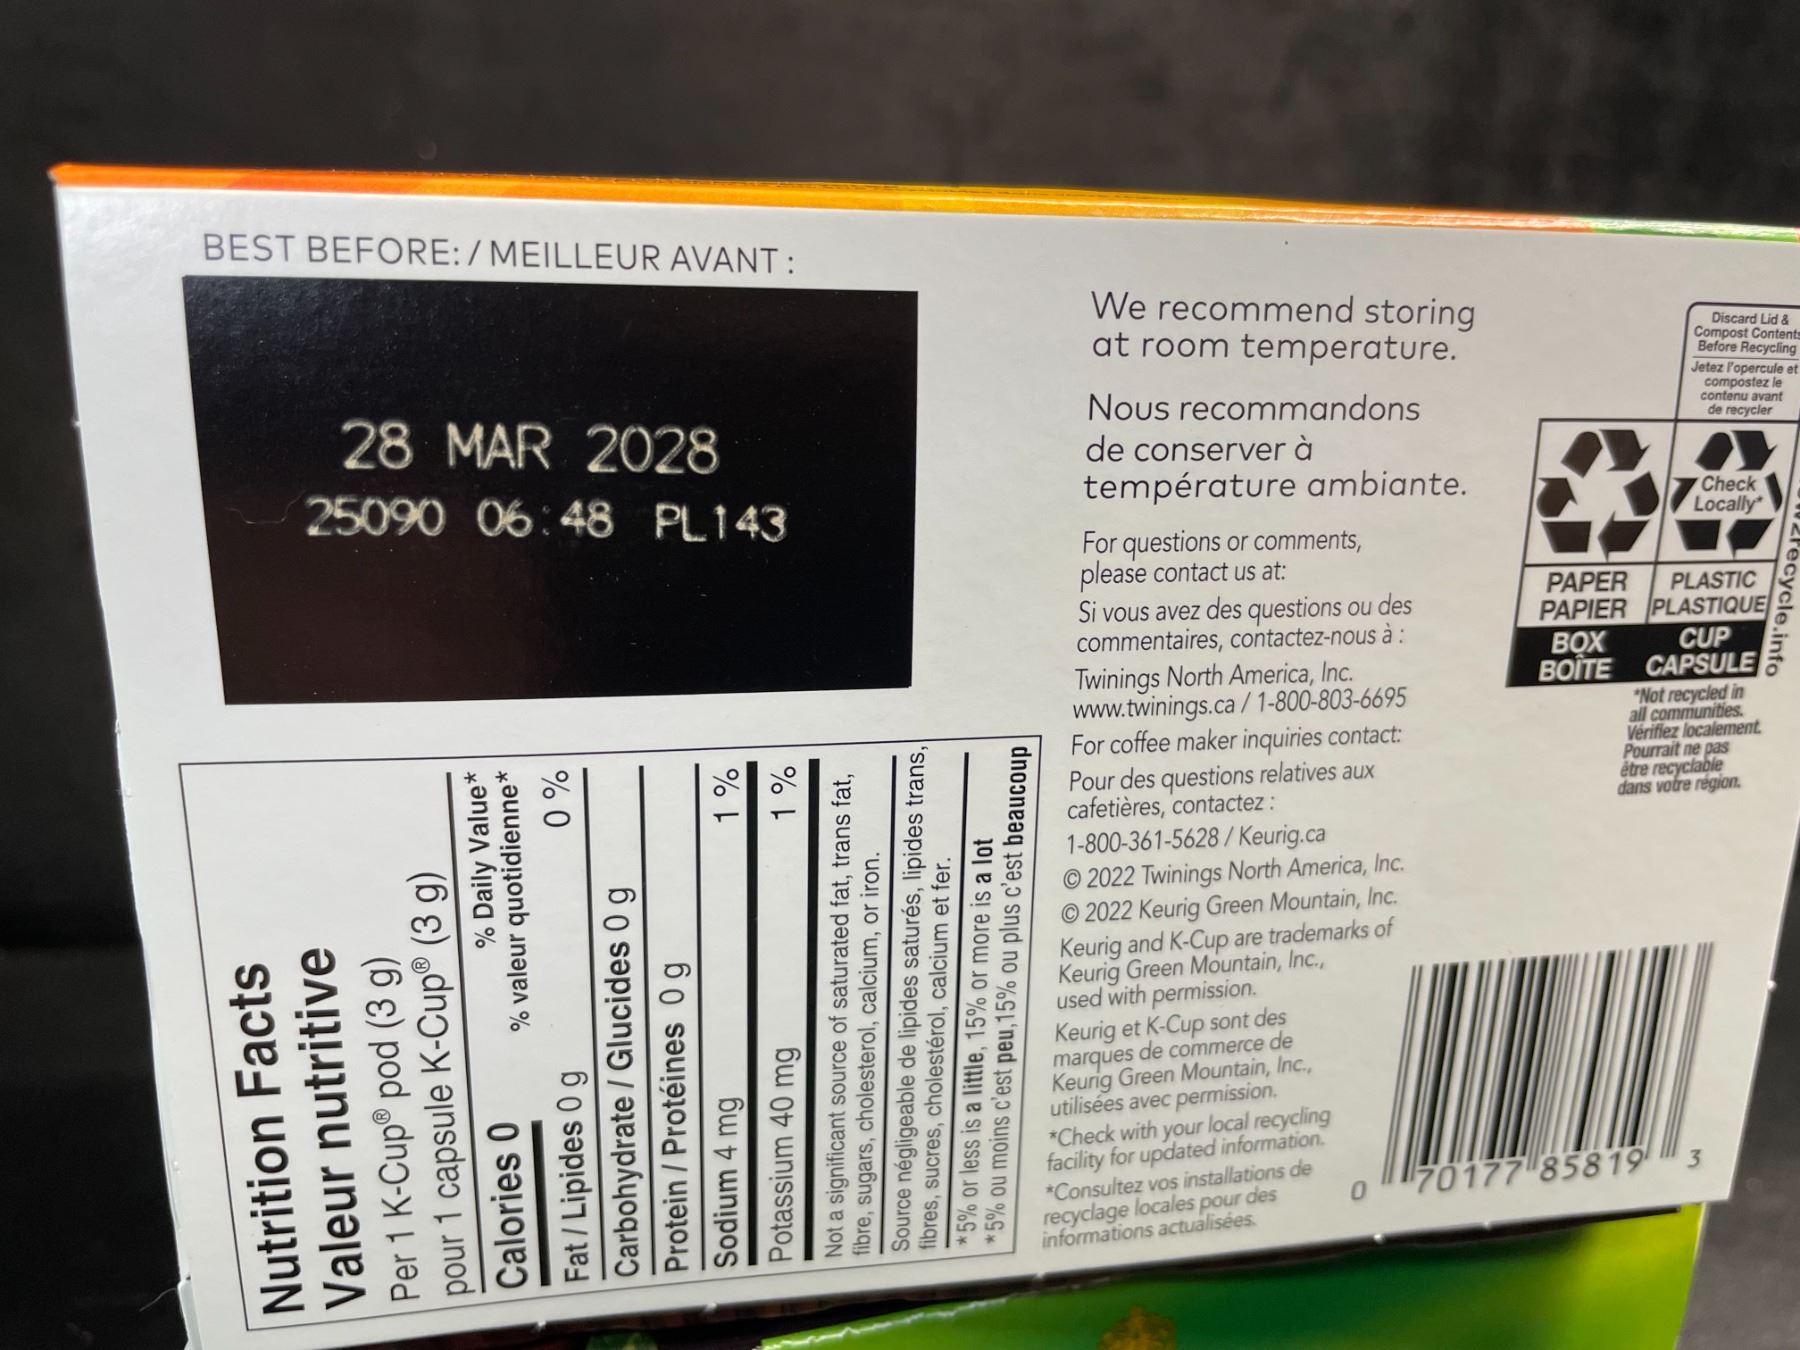 BEST BEFORE: / MEILLEUR AVANT :
28 MAR 2028
25090 06:48 PL143
Nutrition Facts
Valeur nutritive
Per 1 K-Cup® pod (3 g)
pour 1 capsule K-Cup® (3 g)
% Daily Value*
Calories 0 % valeur quotidienne*
Fat / Lipides 0 g 0 %
Carbohydrate / Glucides 0 g
Protein / Protéines 0 g
Sodium 4 mg 1 %
Potassium 40 mg 1 %
Not a significant source of saturated fat, trans fat,
fibre, sugars, cholesterol, calcium, or iron.
Source négligeable de lipides saturés, lipides trans,
fibres, sucres, cholestérol, calcium et fer.
*5% or less is a little, 15% or more is a lot
*5% ou moins c'est peu,15% ou plus c'est beaucoup
We recommend storing
at room temperature.
Nous recommandons
de conserver à
température ambiante.
For questions or comments,
please contact us at:
Si vous avez des questions ou des
commentaires, contactez-nous à :
Twinings North America, Inc.
www.twinings.ca / 1-800-803-6695
For coffee maker inquiries contact:
Pour des questions relatives aux
cafetières, contactez :
1-800-361-5628 / Keurig.ca
© 2022 Twinings North America, Inc.
© 2022 Keurig Green Mountain, Inc.
Keurig and K-Cup are trademarks of
Keurig Green Mountain, Inc.,
used with permission.
Keurig et K-Cup sont des
marques de commerce de
Keurig Green Mountain, Inc.,
utilisées avec permission.
*Check with your local recycling
facility for updated information.
*Consultez vos installations de
recyclage locales pour des
informations actualisées.
Discard Lid &
Compost Contents
Before Recycling
Jetez l'opercule et
compostez le
contenu avant
de recycler
Check
Locally*
PAPER
PAPIER
BOX
BOÎTE
PLASTIC
PLASTIQUE
CUP
CAPSULE
*Not recycled in
all communities.
Vérifiez localement.
Pourrait ne pas
être recyclable
dans votre région.
0 70177 85819 3